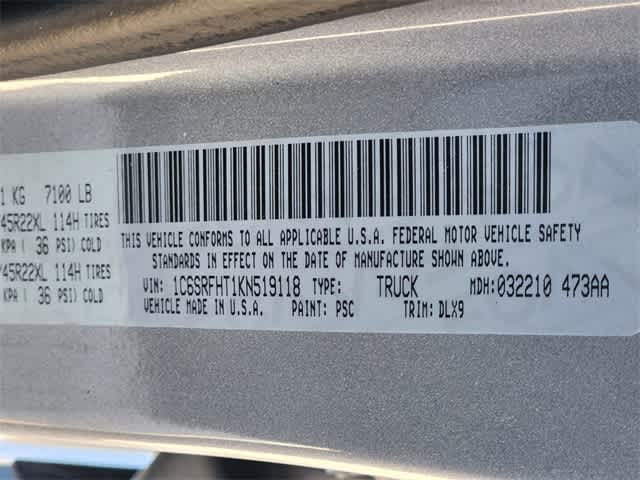 1 KG 7100 LB
45R22XL 114H TIRES
KPA ( 36 PSI) COLD
45R22XL 114H TIRES
KPA ( 36 PSI) COLD
THIS VEHICLE CONFORMS TO ALL APPLICABLE U.S.A. FEDERAL MOTOR VEHICLE SAFETY
STANDARDS IN EFFECT ON THE DATE OF MANUFACTURE SHOWN ABOVE.
VIN: 1C6SRFHT1KN519118 TYPE: TRUCK MDH: 032210 473AA
VEHICLE MADE IN U.S.A. PAINT: PSC TRIM: DLX9